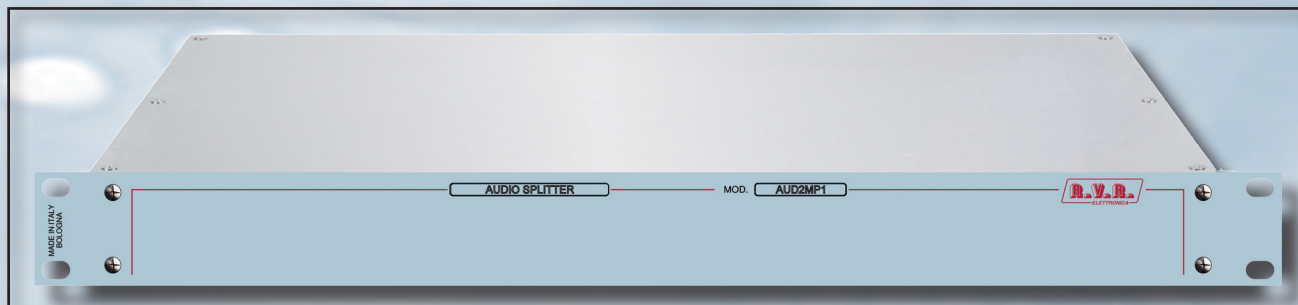 AUDIO SPLITTER
MOD. AUD2MP1
R.V.R.
ELETTRONICA
MADE IN ITALY
BOLOGNA